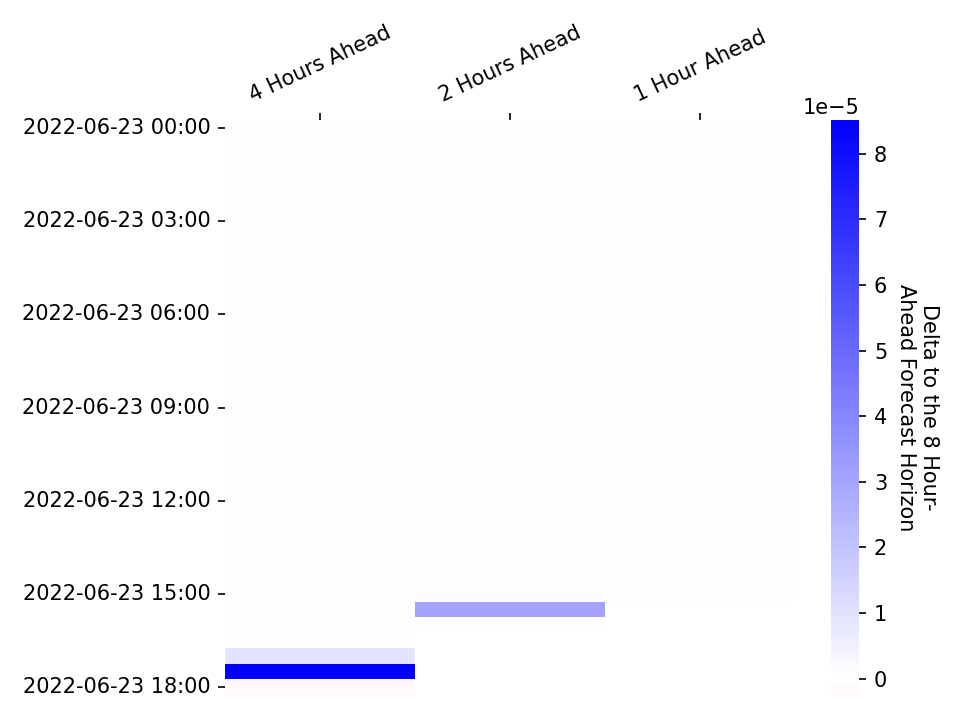 4 Hours Ahead
2 Hours Ahead
1 Hour Ahead
1e−5
2022-06-23 00:00
2022-06-23 03:00
2022-06-23 06:00
2022-06-23 09:00
2022-06-23 12:00
2022-06-23 15:00
2022-06-23 18:00
8
7
6
5
4
3
2
1
0
Delta to the 8 Hour-
Ahead Forecast Horizon